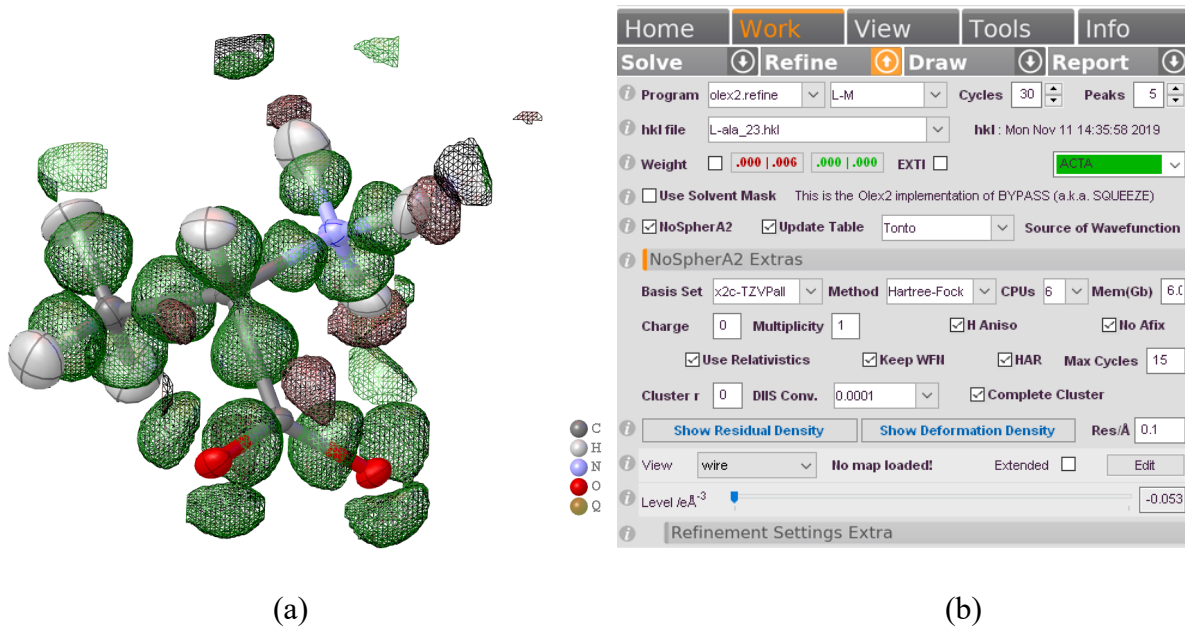 Home Work View Tools Info
Solve Refine Draw Report
Program olex2.refine L-M Cycles 30 Peaks 5
hkl file L-ala_23.hkl hkl : Mon Nov 11 14:35:58 2019
Weight .000 | .006 .000 | .000 EXTI ACTA
Use Solvent Mask This is the Olex2 implementation of BYPASS (a.k.a. SQUEEZE)
NoSpherA2 Update Table Tonto Source of Wavefunction
NoSpherA2 Extras
Basis Set x2c-TZVPall Method Hartree-Fock CPUs 6 Mem(Gb) 6.0
Charge 0 Multiplicity 1 H Aniso No Afix
Use Relativistics Keep WFN HAR Max Cycles 15
Cluster r 0 DIIS Conv. 0.0001 Complete Cluster
Show Residual Density Show Deformation Density Res/Å 0.1
View wire No map loaded! Extended Edit
Level /eÅ⁻³ -0.053
Refinement Settings Extra
C
H
N
O
Q
(a) (b)